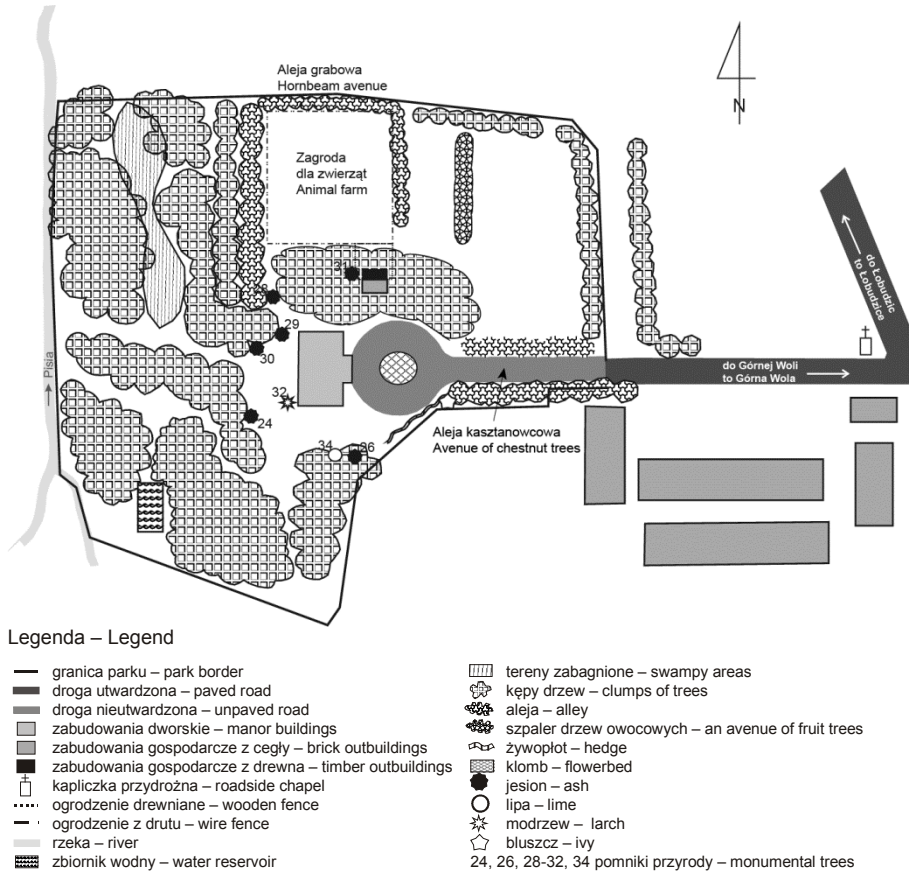 Aleja grabowa
Hornbeam avenue
N
Zagroda
dla zwierząt
Animal farm
31
29
30
32
24
34
26
Pisia
do Łobudzic
to Łobudzice
do Górnej Woli
to Górna Wola
Aleja kasztanowcowa
Avenue of chestnut trees
Legenda – Legend
granica parku – park border
droga utwardzona – paved road
droga nieutwardzona – unpaved road
zabudowania dworskie – manor buildings
zabudowania gospodarcze z cegły – brick outbuildings
zabudowania gospodarcze z drewna – timber outbuildings
kapliczka przydrożna – roadside chapel
ogrodzenie drewniane – wooden fence
ogrodzenie z drutu – wire fence
rzeka – river
zbiornik wodny – water reservoir
tereny zabagnione – swampy areas
kępy drzew – clumps of trees
aleja – alley
szpaler drzew owocowych – an avenue of fruit trees
żywopłot – hedge
klomb – flowerbed
jesion – ash
lipa – lime
modrzew – larch
bluszcz – ivy
24, 26, 28-32, 34 pomniki przyrody – monumental trees